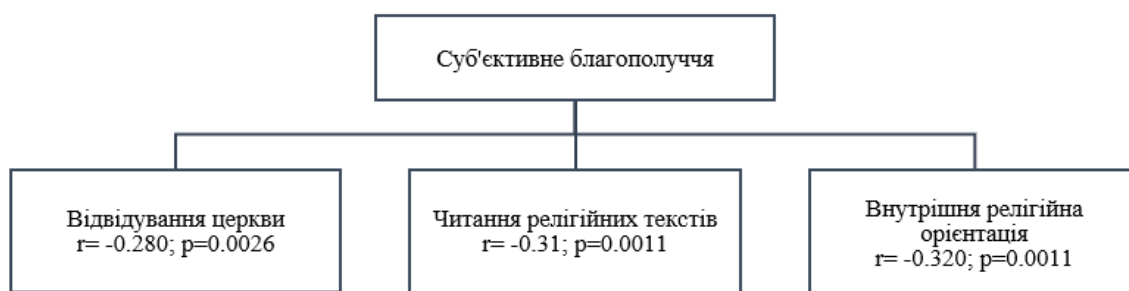 Суб'єктивне благополуччя
Відвідування церкви
r= -0.280; p=0.0026
Читання релігійних текстів
r= -0.31; p=0.0011
Внутрішня релігійна
орієнтація
r= -0.320; p=0.0011